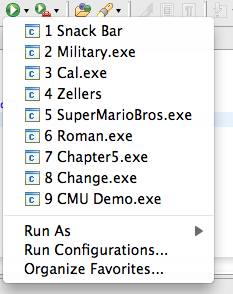 1 Snack Bar
2 Military.exe
3 Cal.exe
4 Zellers
5 SuperMarioBros.exe
6 Roman.exe
7 Chapter5.exe
8 Change.exe
9 CMU Demo.exe
Run As
Run Configurations...
Organize Favorites...